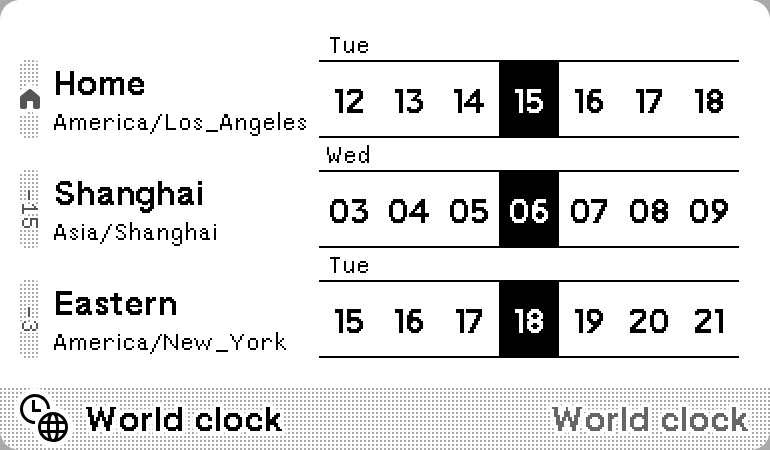 Tue
Home
America/Los_Angeles
12 13 14 15 16 17 18
Wed
-15
Shanghai
Asia/Shanghai
03 04 05 06 07 08 09
Tue
-3
Eastern
America/New_York
15 16 17 18 19 20 21
World clock
World clock